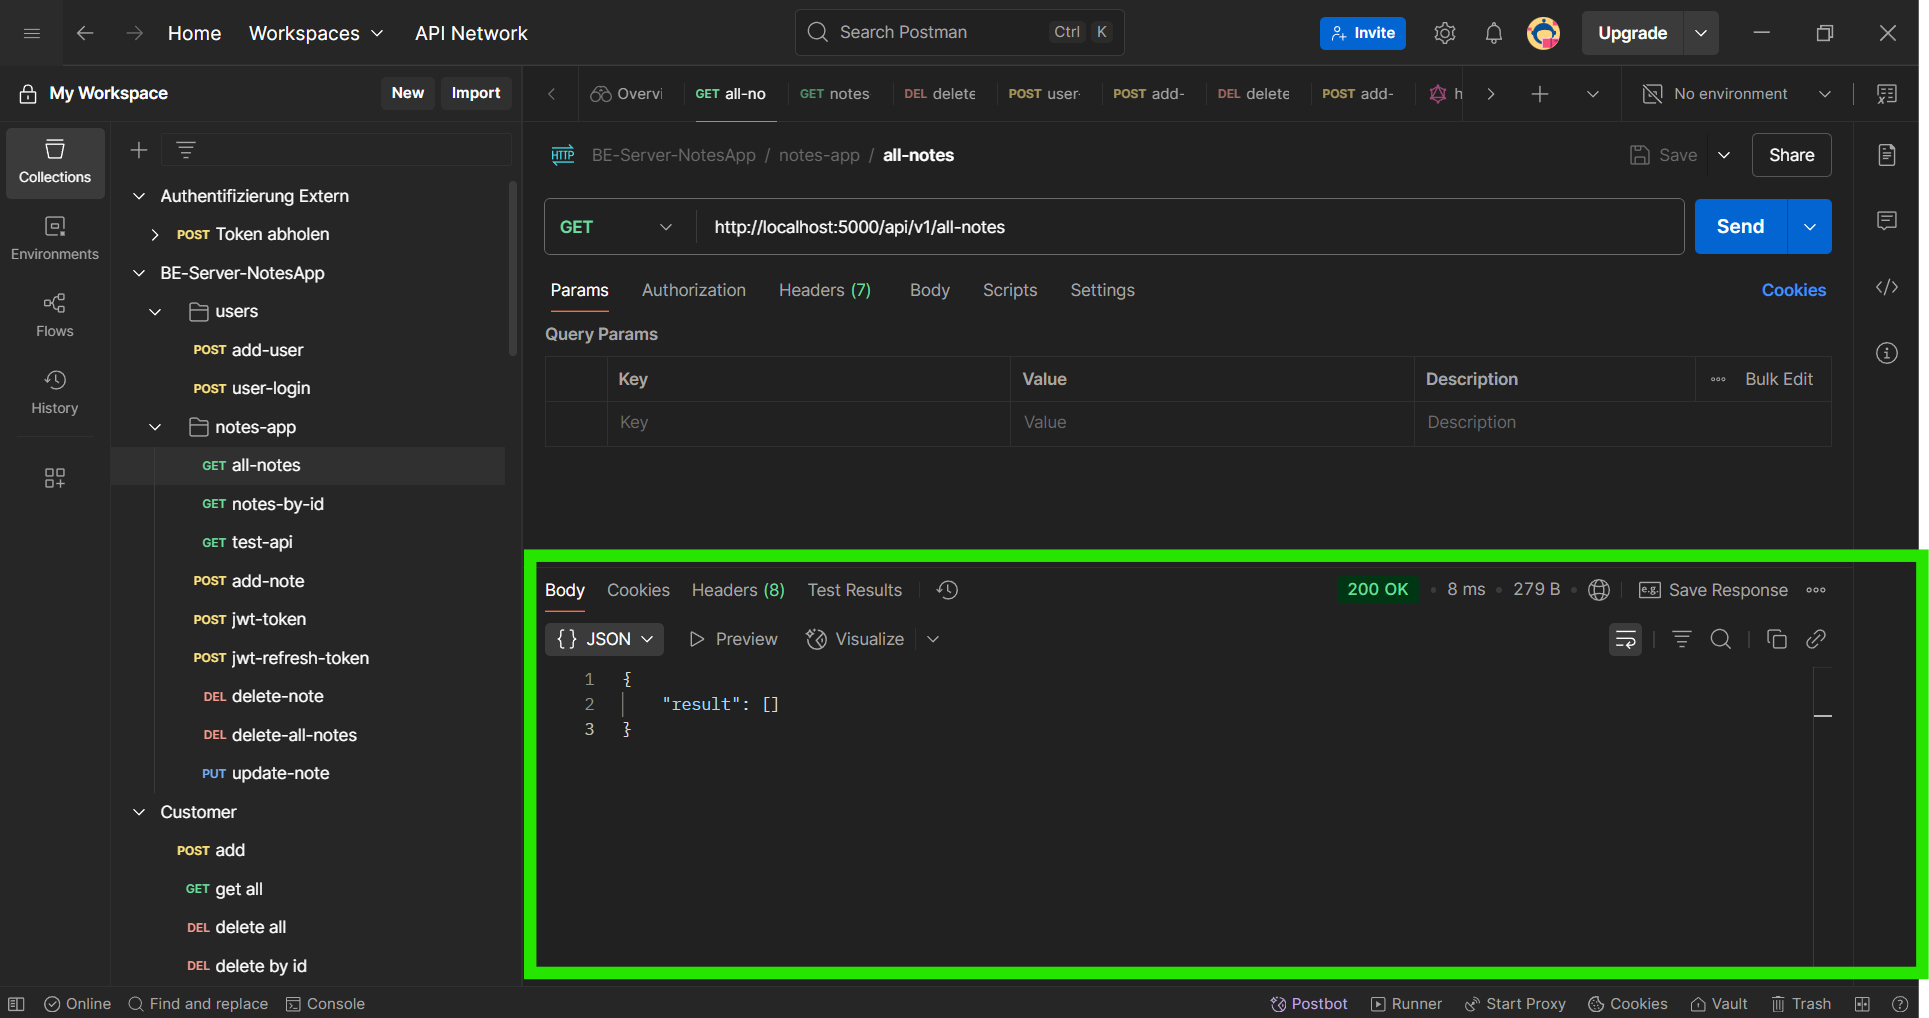 Home Workspaces API Network Search Postman Ctrl K Invite Upgrade
My Workspace New Import
Overvi GET all-no GET notes DEL delete POST user- POST add- DEL delete POST add- h No environment
Collections
Environments
Flows
History
Authentifizierung Extern
POST Token abholen
BE-Server-NotesApp
users
POST add-user
POST user-login
notes-app
GET all-notes
GET notes-by-id
GET test-api
POST add-note
POST jwt-token
POST jwt-refresh-token
DEL delete-note
DEL delete-all-notes
PUT update-note
Customer
POST add
GET get all
DEL delete all
DEL delete by id
HTTP BE-Server-NotesApp / notes-app / all-notes Save Share
GET http://localhost:5000/api/v1/all-notes Send
Params Authorization Headers (7) Body Scripts Settings Cookies
Query Params
Key Value Description Bulk Edit
Key Value Description
Body Cookies Headers (8) Test Results 200 OK • 8 ms • 279 B • e.g. Save Response
{} JSON Preview Visualize
1 {
2 "result": []
3 }
Online Find and replace Console Postbot Runner Start Proxy Cookies Vault Trash